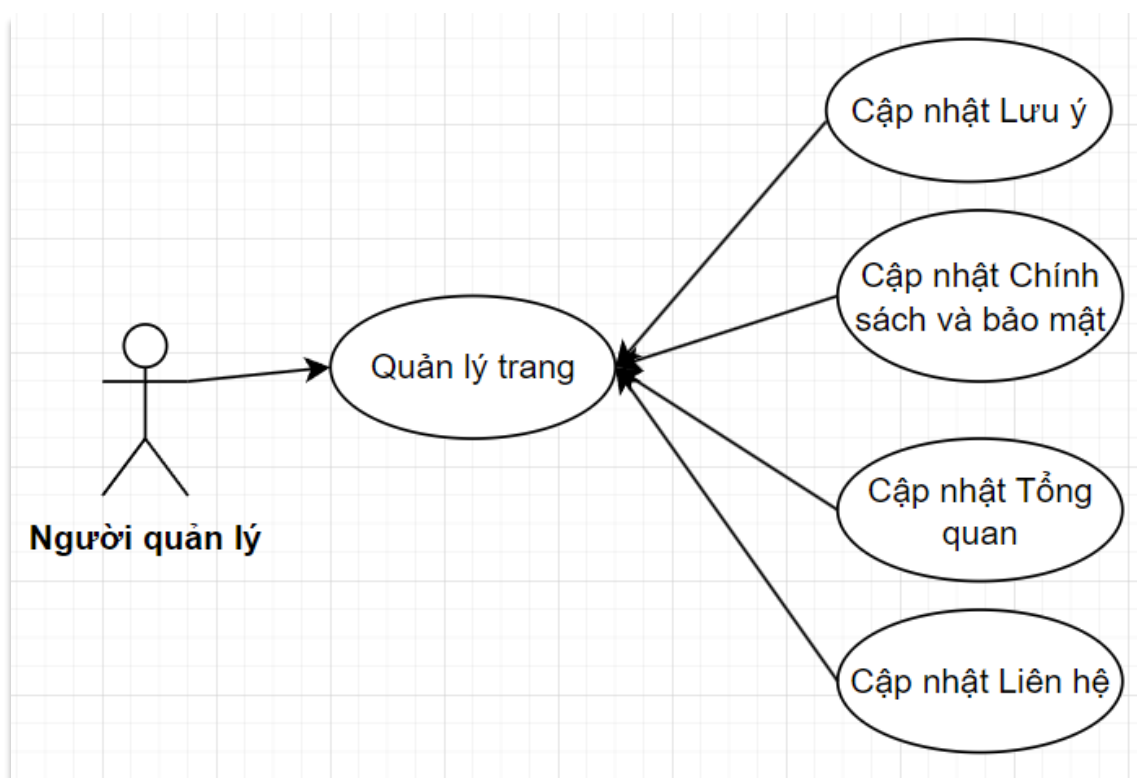 Cập nhật Lưu ý
Cập nhật Chính
sách và bảo mật
Quản lý trang
Cập nhật Tổng
quan
Người quản lý
Cập nhật Liên hệ